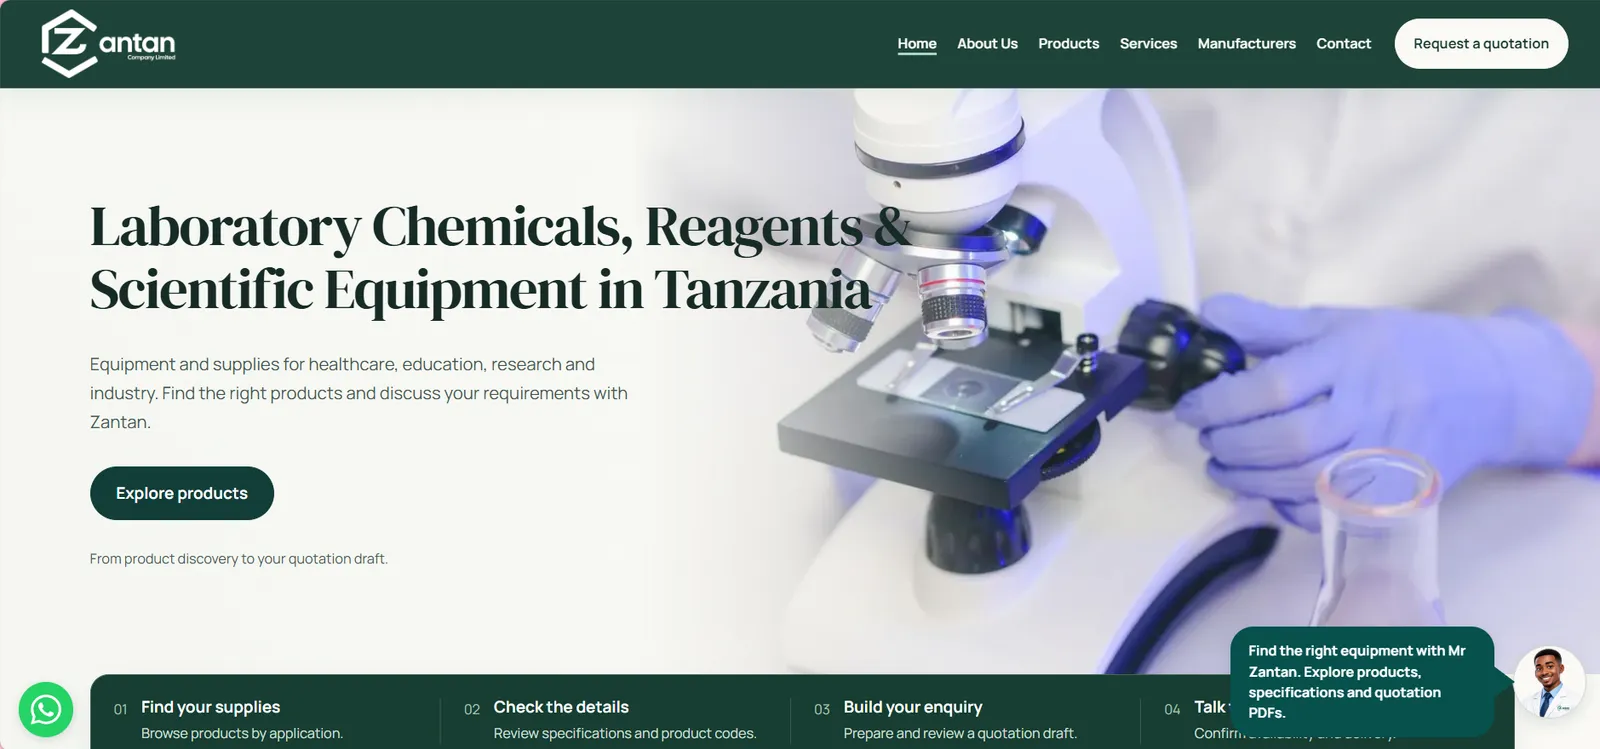 Zantan
Company Limited
Home
About Us
Products
Services
Manufacturers
Contact
Request a quotation
Laboratory Chemicals, Reagents &
Scientific Equipment in Tanzania
Equipment and supplies for healthcare, education, research and
industry. Find the right products and discuss your requirements with
Zantan.
Explore products
From product discovery to your quotation draft.
01 Find your supplies
Browse products by application.
02 Check the details
Review specifications and product codes.
03 Build your enquiry
Prepare and review a quotation draft.
04 Talk
Find the right equipment with Mr
Zantan. Explore products,
specifications and quotation
PDFs.